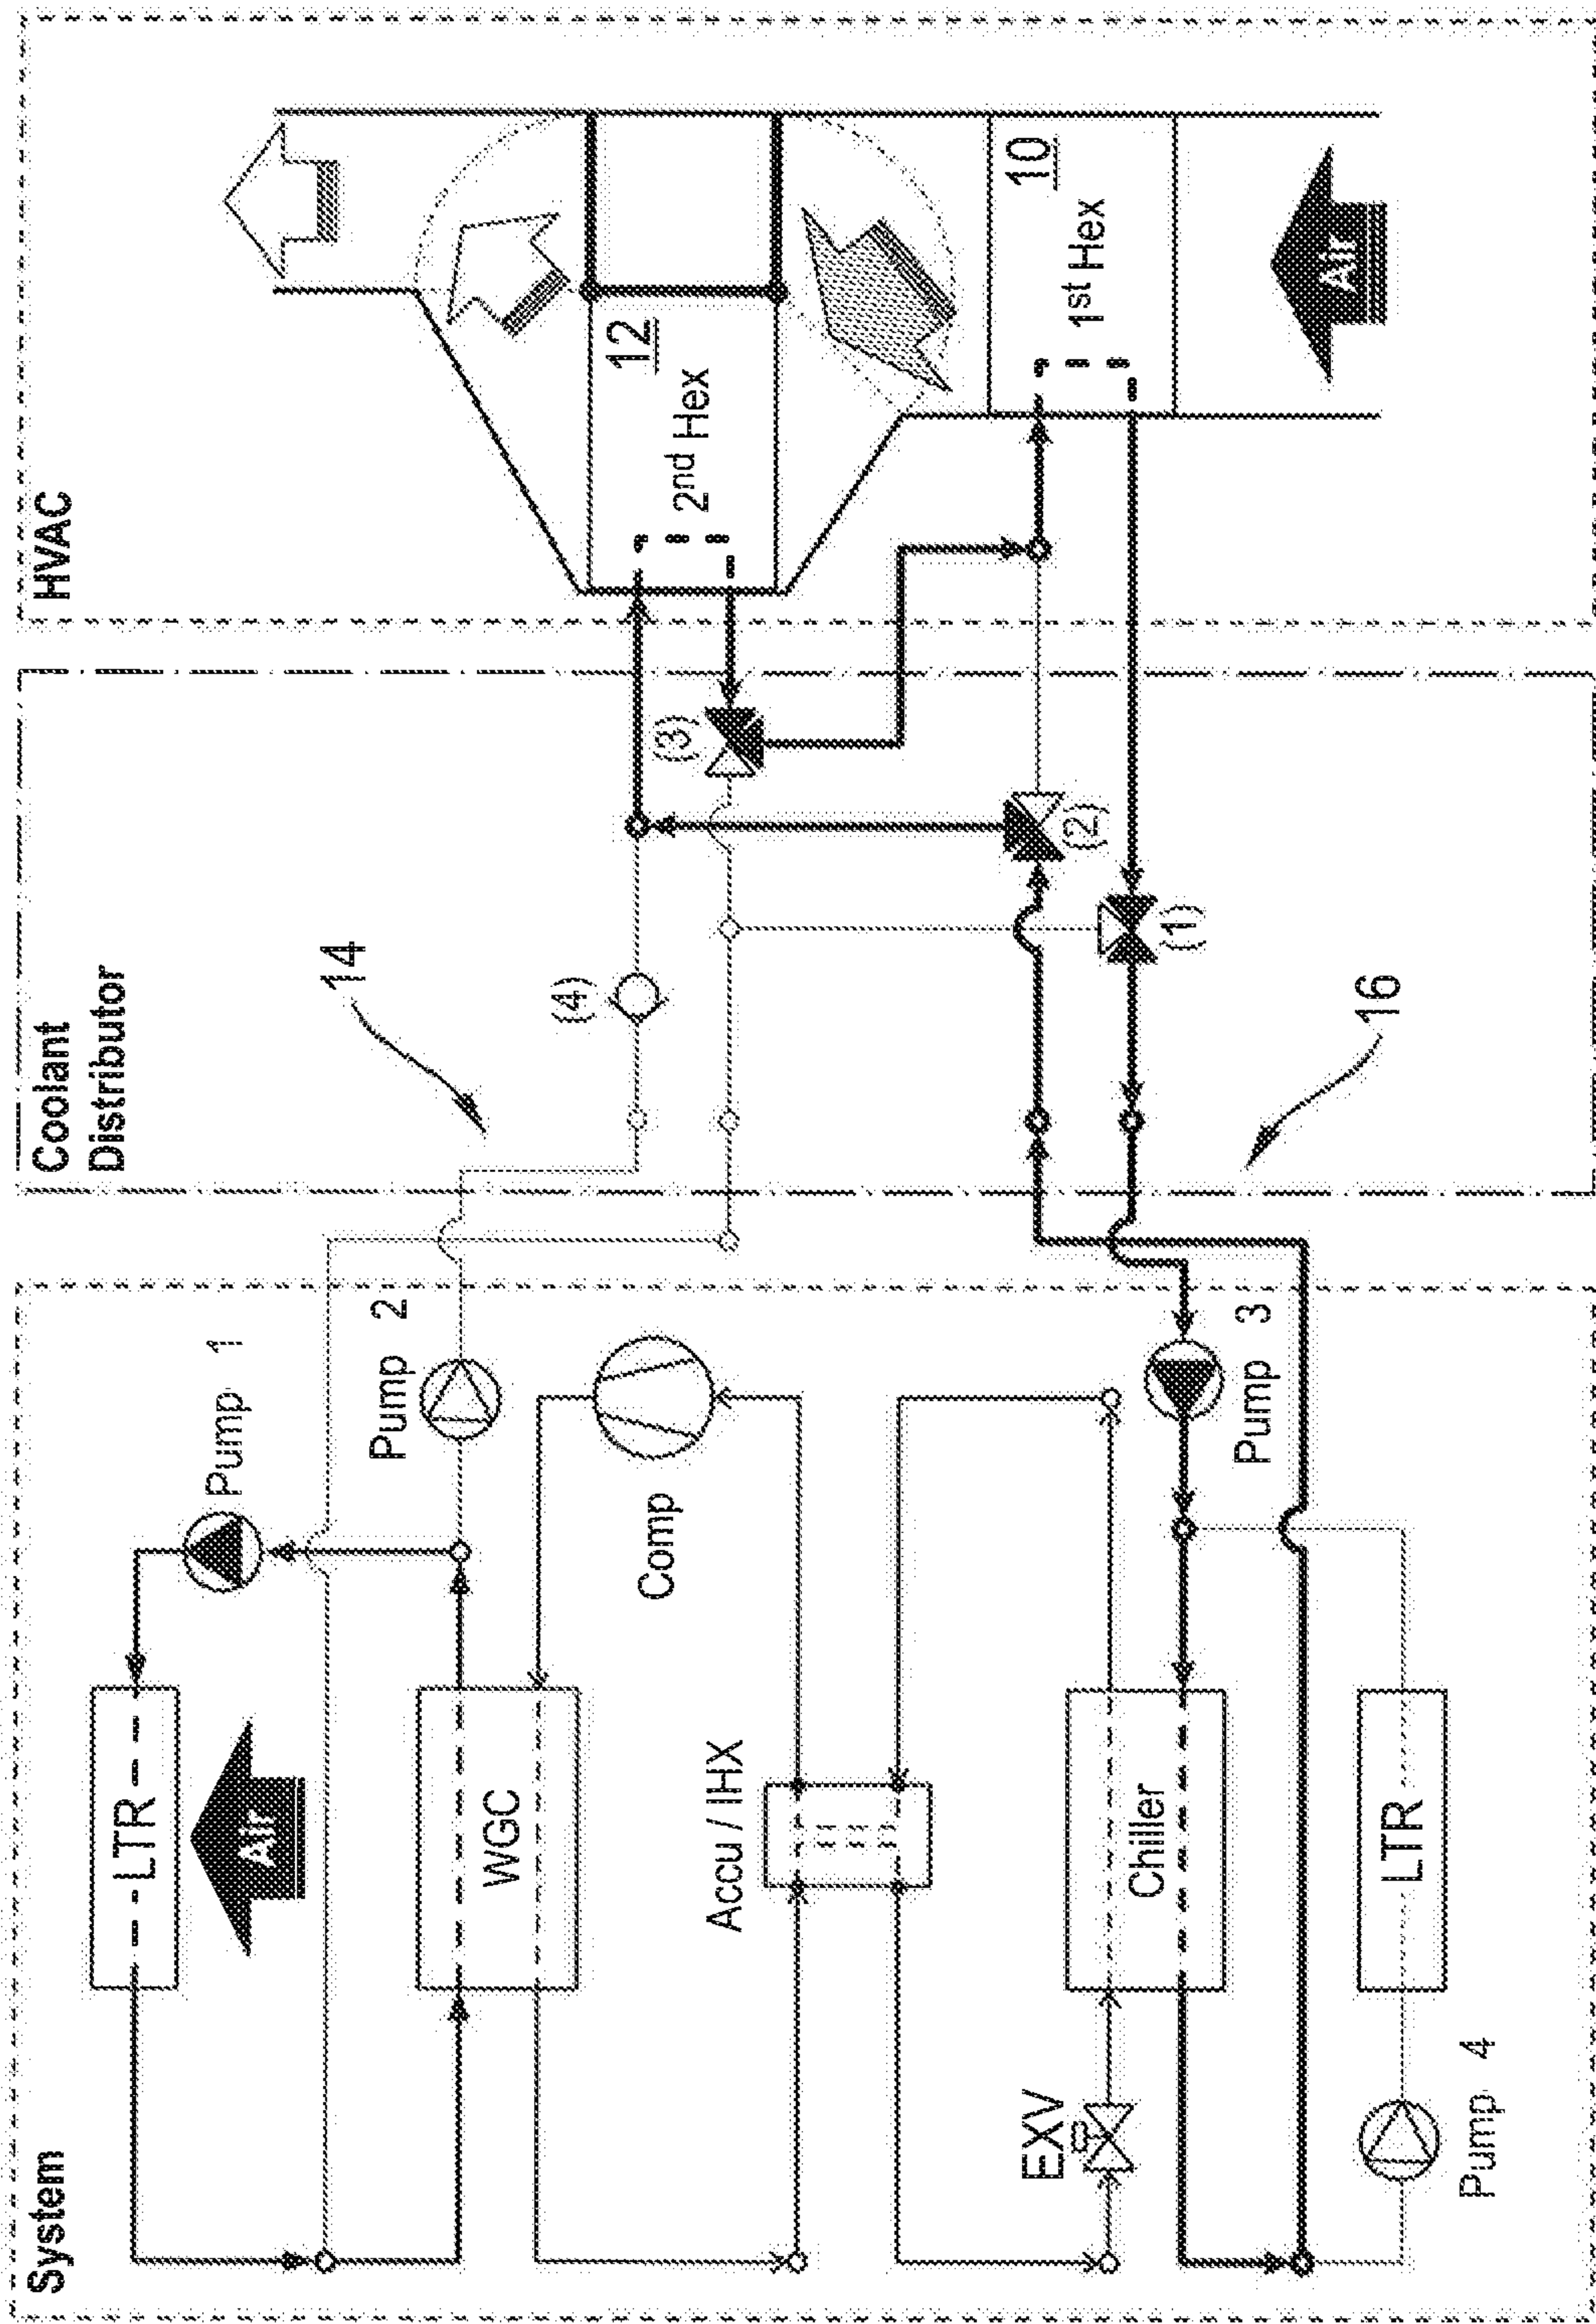 System
LTR
Air
Pump 1
WGC
Pump 2
Comp
Accu / IHX
EXV
Chiller
Pump 3
LTR
Pump 4
Coolant
Distributor
14
(4)
(3)
(2)
(1)
16
HVAC
12
2nd Hex
10
1st Hex
Air